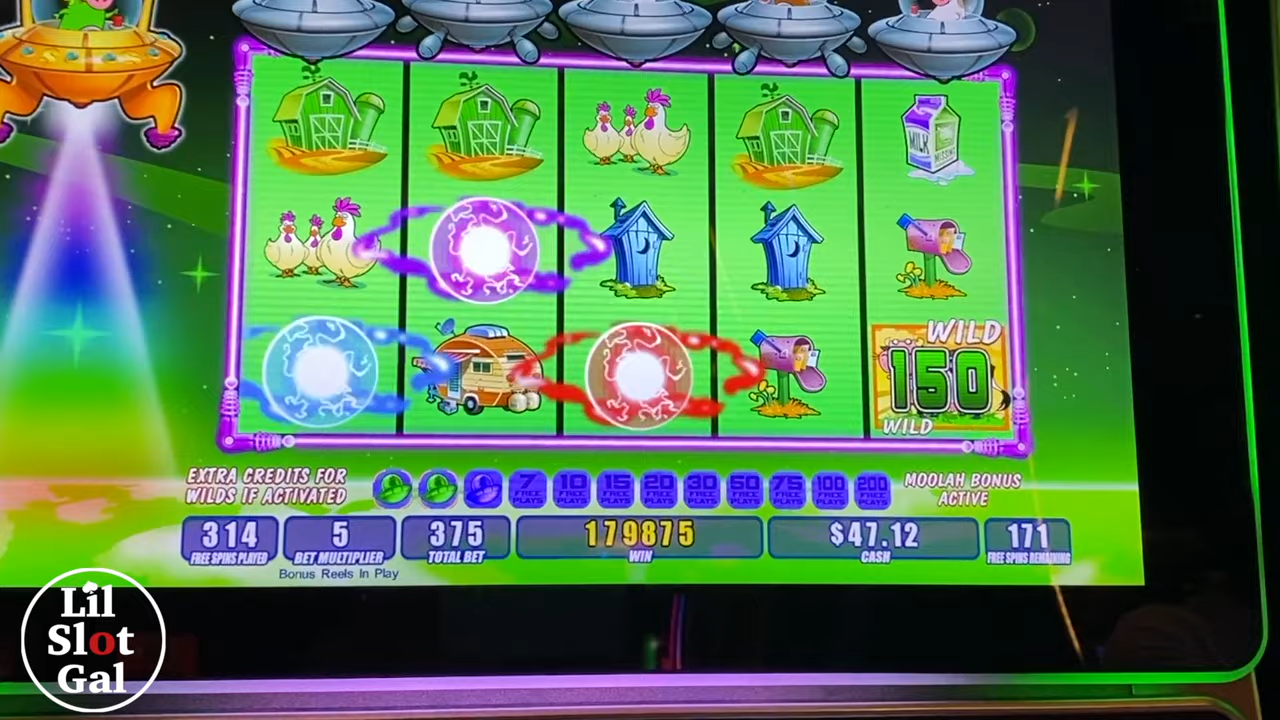 MILK
WILD
150
WILD
EXTRA CREDITS FOR
WILDS IF ACTIVATED
7
FREE
PLAYS
10
FREE
PLAYS
15
FREE
PLAYS
20
FREE
PLAYS
30
FREE
PLAYS
50
FREE
PLAYS
75
FREE
PLAYS
100
FREE
PLAYS
200
FREE
PLAYS
MOOLAH BONUS
ACTIVE
314
FREE SPINS PLAYED
5
BET MULTIPLIER
375
TOTAL BET
179875
WIN
$47.12
CASH
171
FREE SPINS REMAINING
Bonus Reels In Play
Lil
Slot
Gal